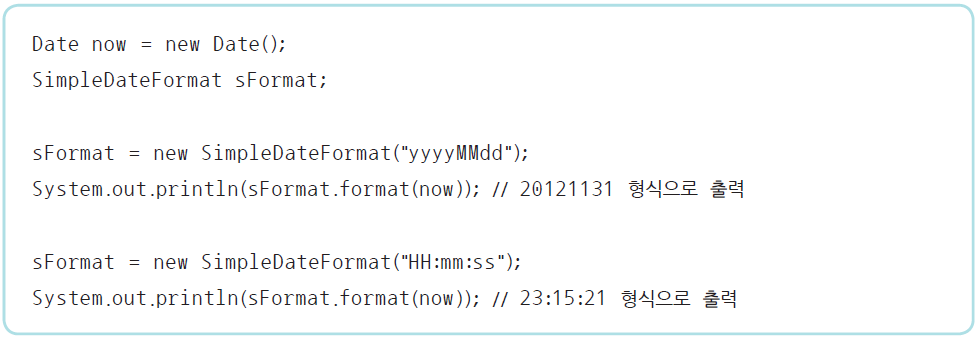 Date now = new Date();
SimpleDateFormat sFormat;
sFormat = new SimpleDateFormat("yyyyMMdd");
System.out.println(sFormat.format(now)); // 20121131 형식으로 출력
sFormat = new SimpleDateFormat("HH:mm:ss");
System.out.println(sFormat.format(now)); // 23:15:21 형식으로 출력